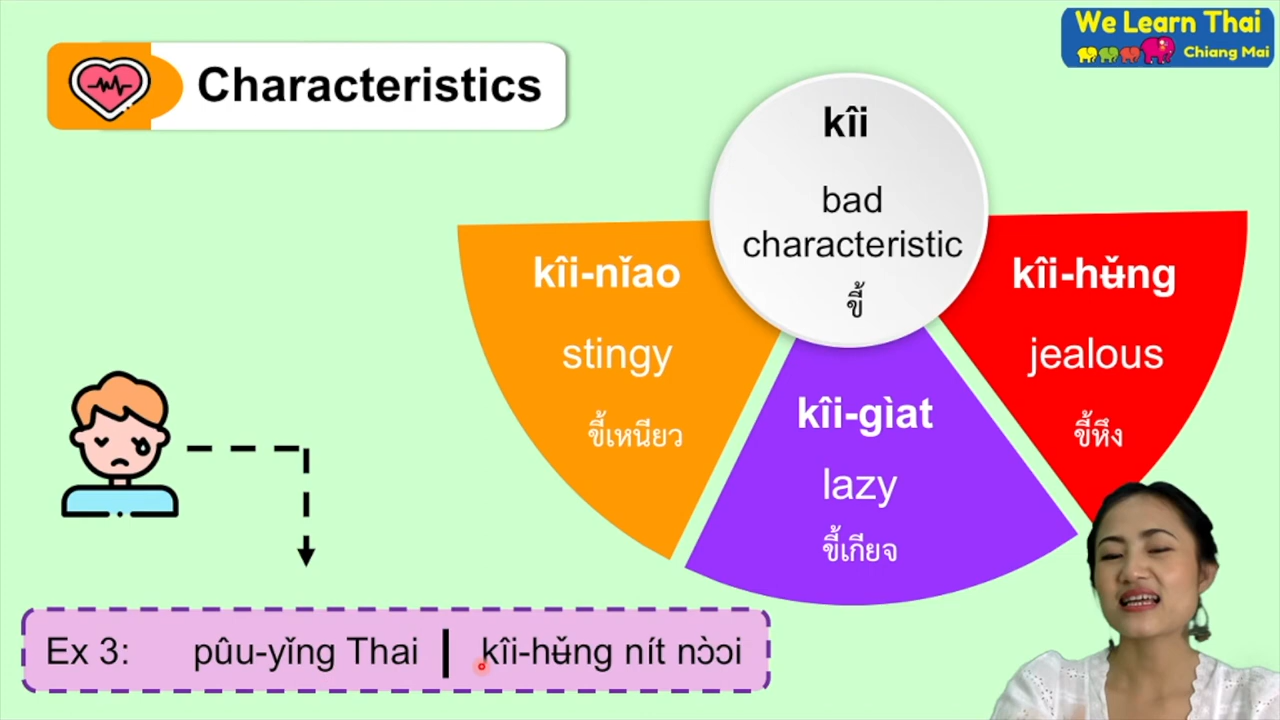 We Learn Thai
Chiang Mai
Characteristics
kîi
bad
characteristic
ขี้
kîi-nǐao
stingy
ขี้เหนียว
kîi-gìat
lazy
ขี้เกียจ
kîi-hʉ̌ng
jealous
ขี้หึง
Ex 3: pûu-yǐng Thai | kîi-hʉ̌ng nít nɔ̀ɔi